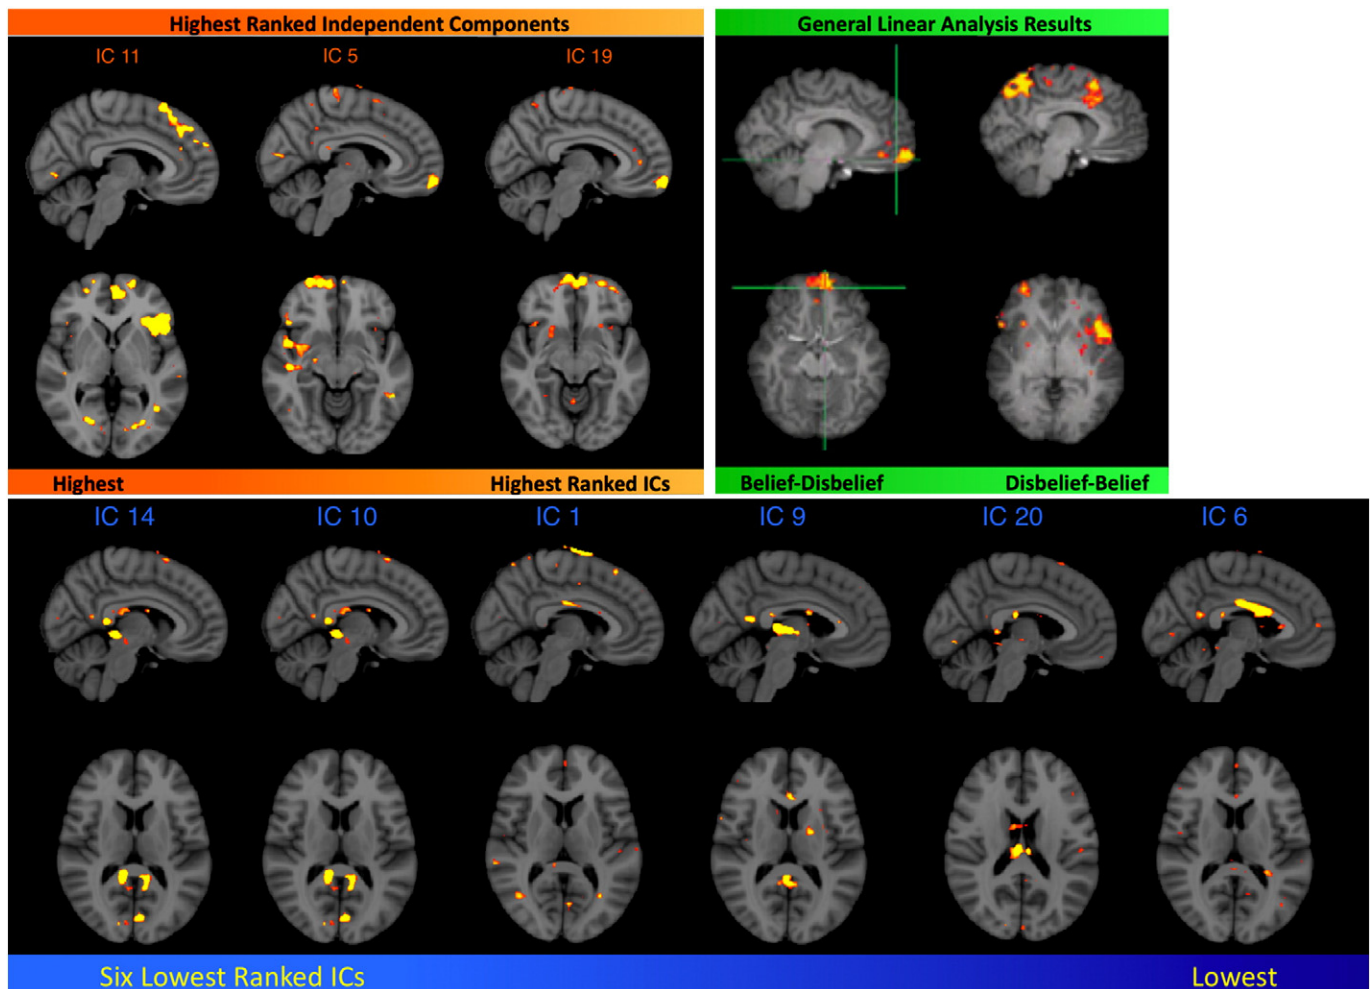 Highest Ranked Independent Components
IC 11
IC 5
IC 19
Highest
Highest Ranked ICs
General Linear Analysis Results
Belief-Disbelief
Disbelief-Belief
IC 14
IC 10
IC 1
IC 9
IC 20
IC 6
Six Lowest Ranked ICs
Lowest